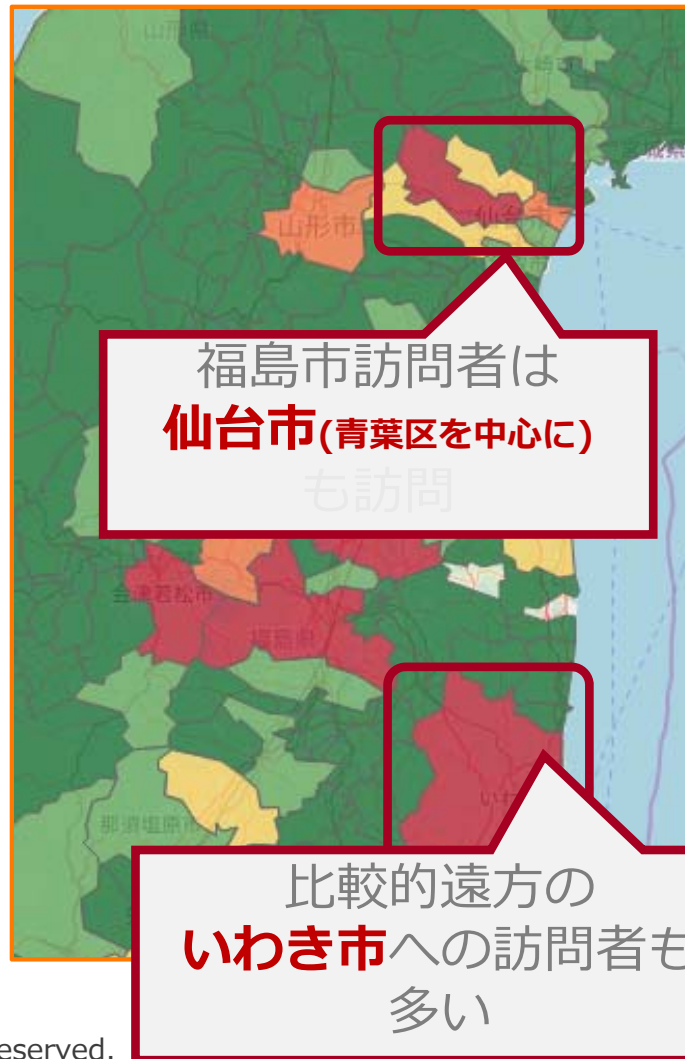 山形県
山形市
仙台市
福島市訪問者は
仙台市(青葉区を中心に)
も訪問
会津若松市
福島県
那須塩原市
比較的遠方の
いわき市への訪問者も
多い
eserved.